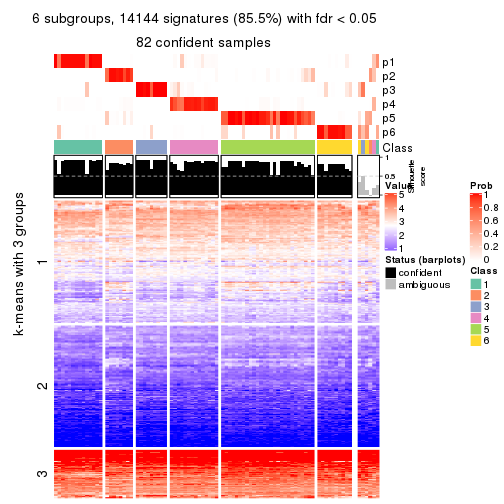 6 subgroups, 14144 signatures (85.5%) with fdr < 0.05
82 confident samples
p1
p2
p3
p4
p5
p6
Class
1
0.5
0
Silhouette
score
k-means with 3 groups
1
2
3
Value
5
4
3
2
1
Status (barplots)
confident
ambiguous
Prob
1
0.8
0.6
0.4
0.2
0
Class
1
2
3
4
5
6